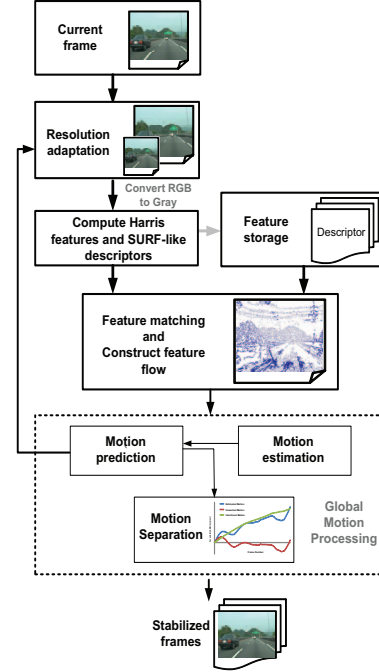 Current
frame
Resolution
adaptation
Convert RGB
to Gray
Compute Harris
features and SURF-like
descriptors
Feature
storage
Descriptor
Feature matching
and
Construct feature
flow
Motion
prediction
Motion
estimation
Motion
Separation
Global
Motion
Processing
Stabilized
frames